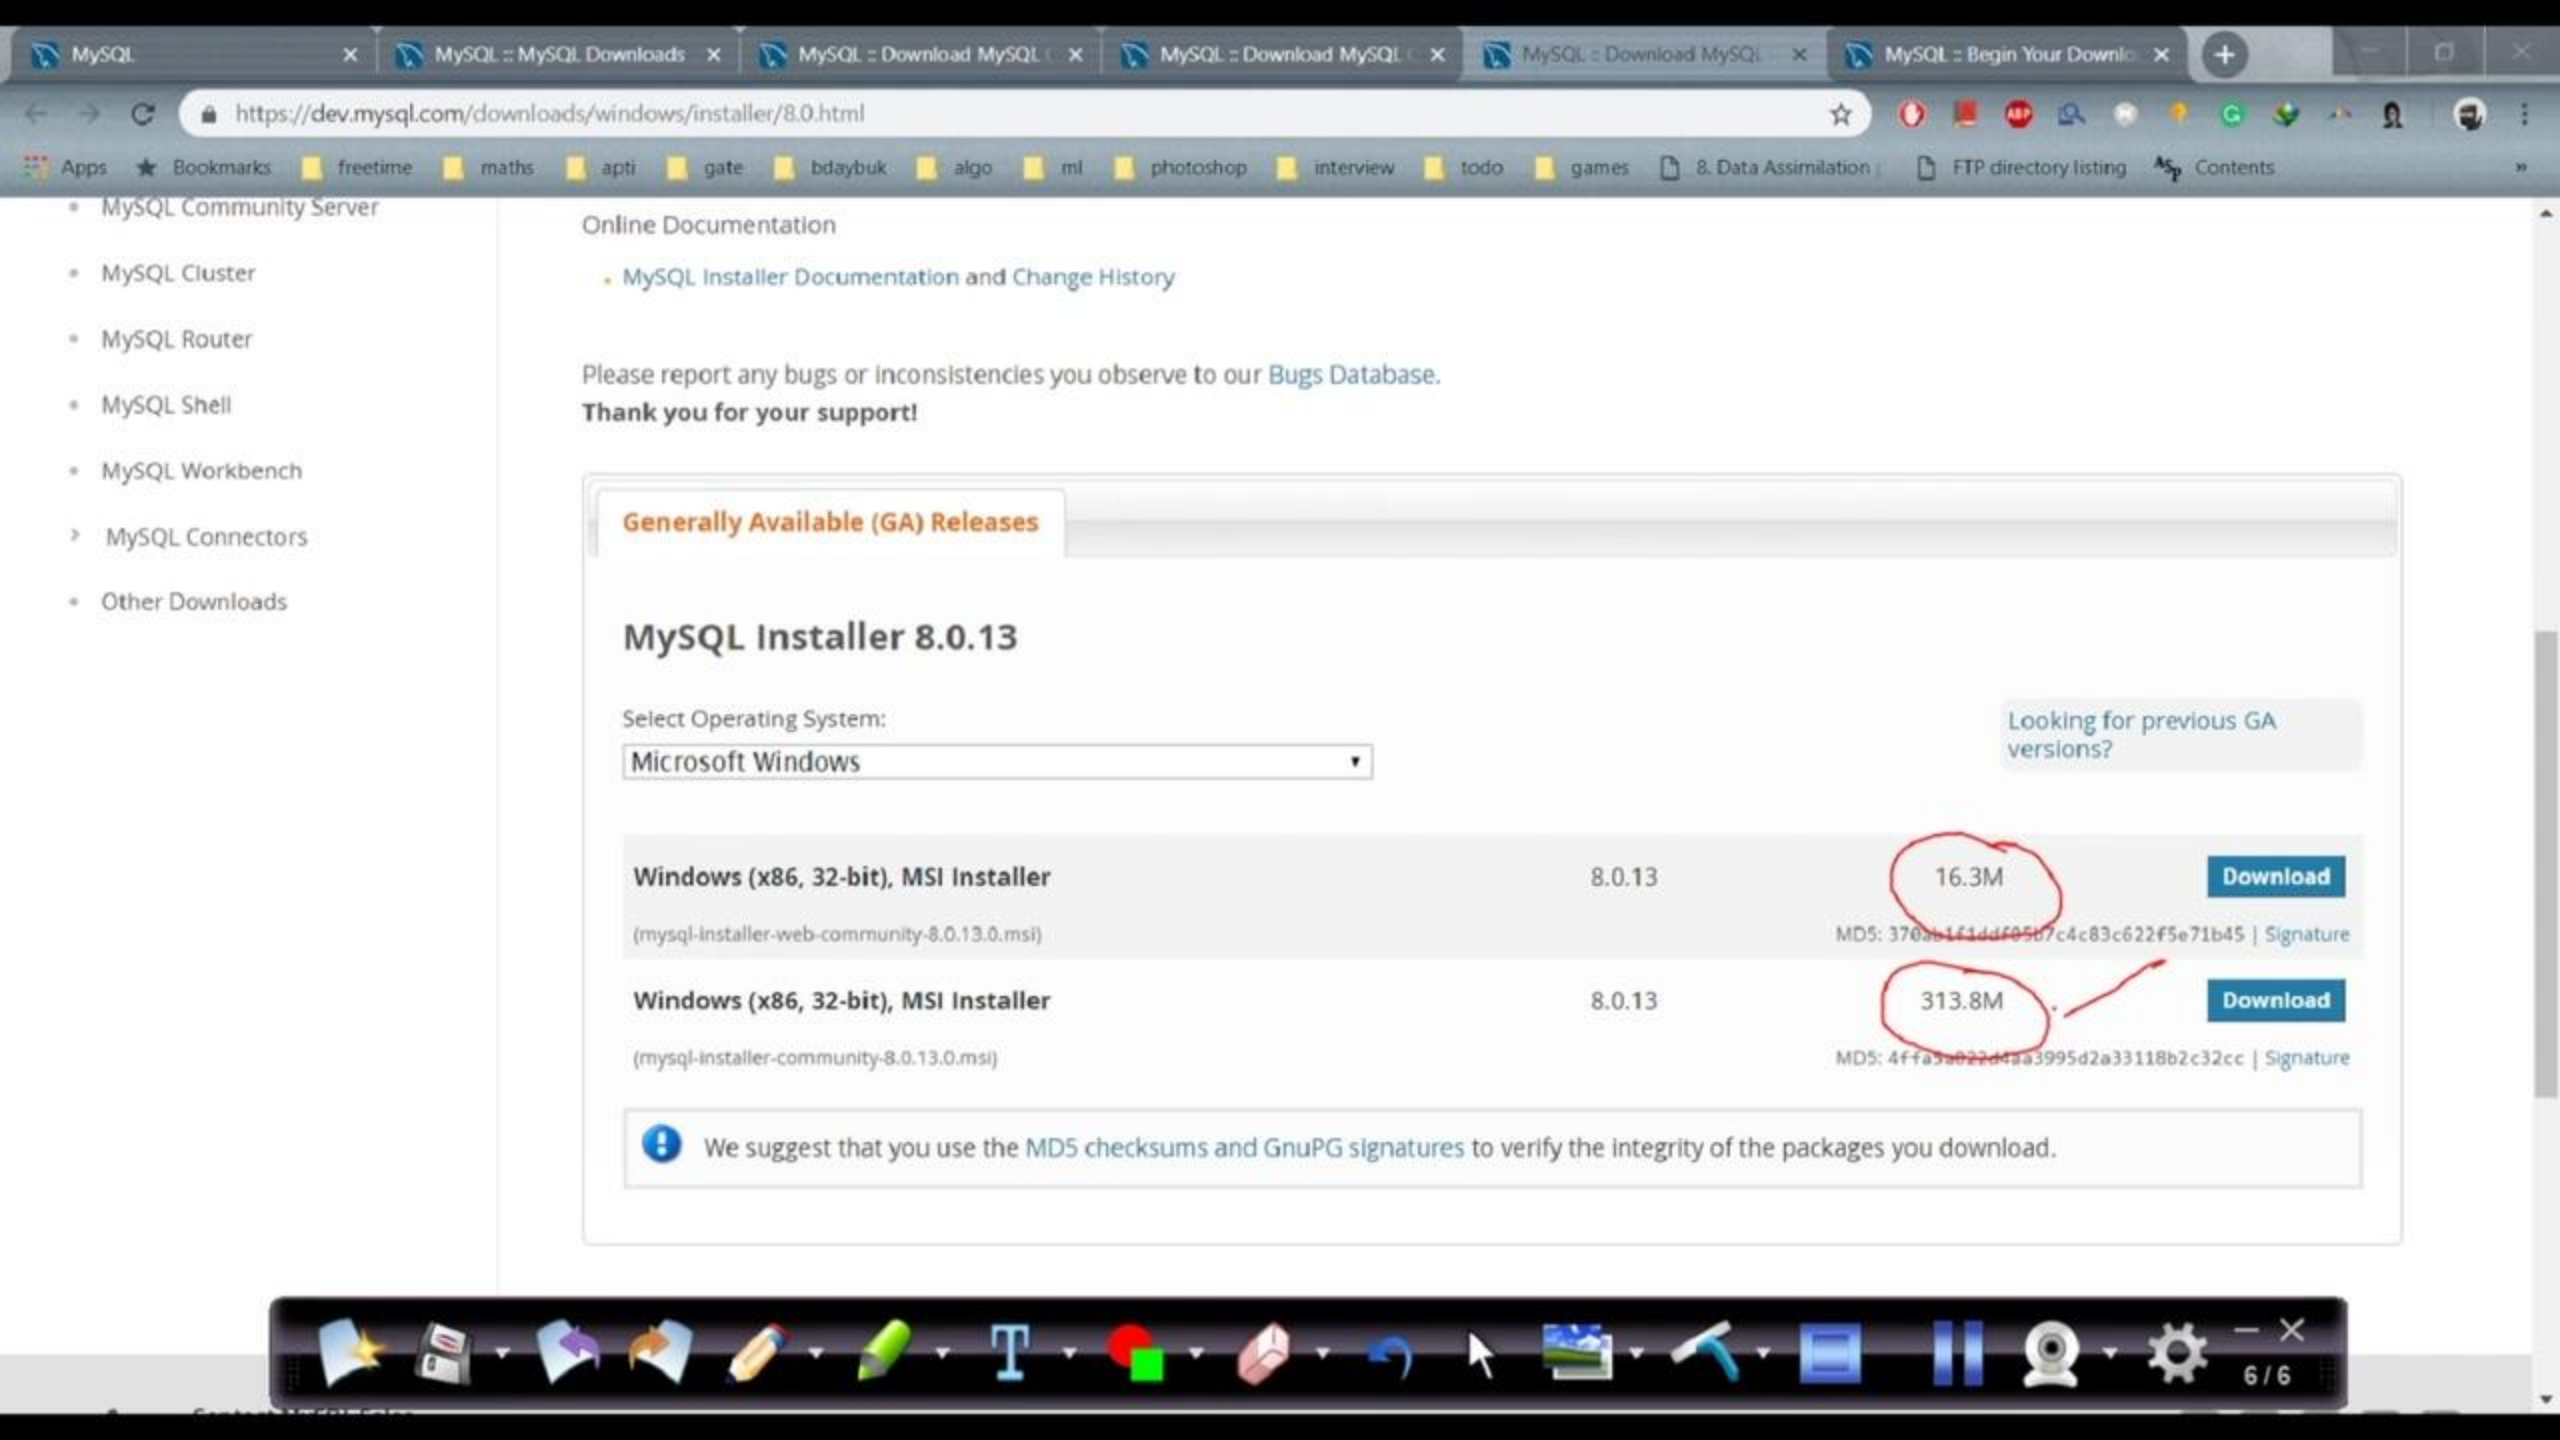 MySQL
MySQL :: MySQL Downloads
MySQL :: Download MySQL
MySQL :: Download MySQL
MySQL :: Download MySQL
MySQL :: Begin Your Downlo
https://dev.mysql.com/downloads/windows/installer/8.0.html
Apps Bookmarks freetime maths apti gate bdaybuk algo ml photoshop interview todo games 8. Data Assimilation FTP directory listing Contents »
MySQL Community Server
MySQL Cluster
MySQL Router
MySQL Shell
MySQL Workbench
MySQL Connectors
Other Downloads
Online Documentation
MySQL Installer Documentation and Change History
Please report any bugs or inconsistencies you observe to our Bugs Database.
Thank you for your support!
Generally Available (GA) Releases
MySQL Installer 8.0.13
Select Operating System:
Microsoft Windows
Looking for previous GA
versions?
Windows (x86, 32-bit), MSI Installer 8.0.13 16.3M Download
(mysql-installer-web-community-8.0.13.0.msi) MD5: | Signature
Windows (x86, 32-bit), MSI Installer 8.0.13 313.8M Download
(mysql-installer-community-8.0.13.0.msi) MD5: | Signature
We suggest that you use the MD5 checksums and GnuPG signatures to verify the integrity of the packages you download.
6/6